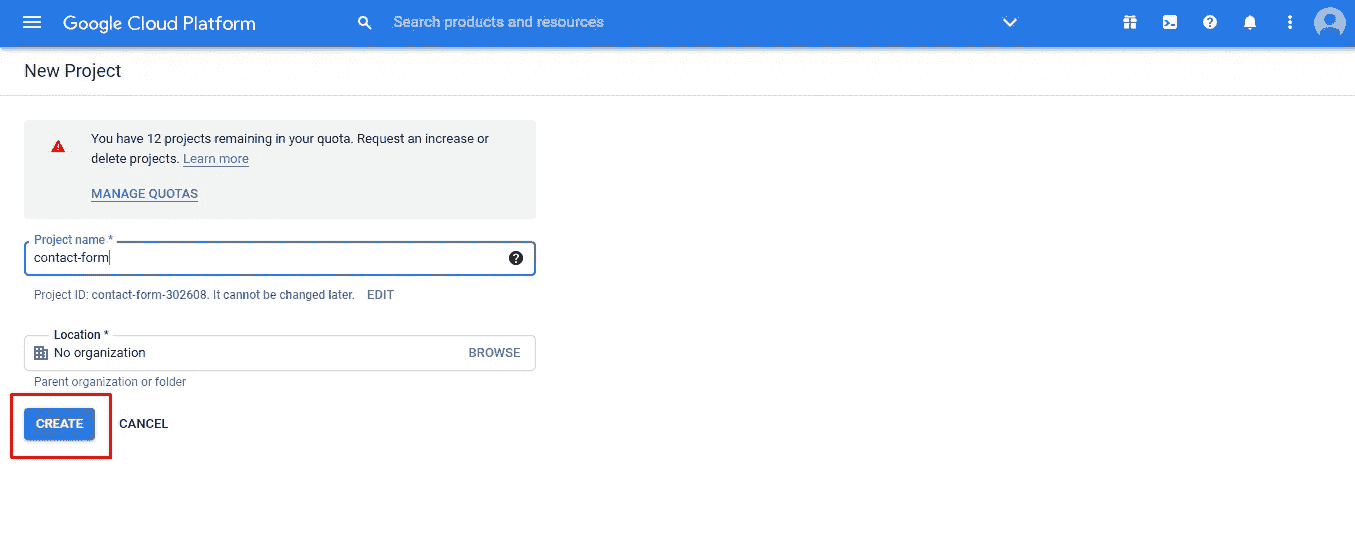 Google Cloud Platform
Search products and resources
New Project
You have 12 projects remaining in your quota. Request an increase or
delete projects. Learn more
MANAGE QUOTAS
Project name *
contact-form
Project ID: contact-form-302608. It cannot be changed later. EDIT
Location *
No organization BROWSE
Parent organization or folder
CREATE CANCEL